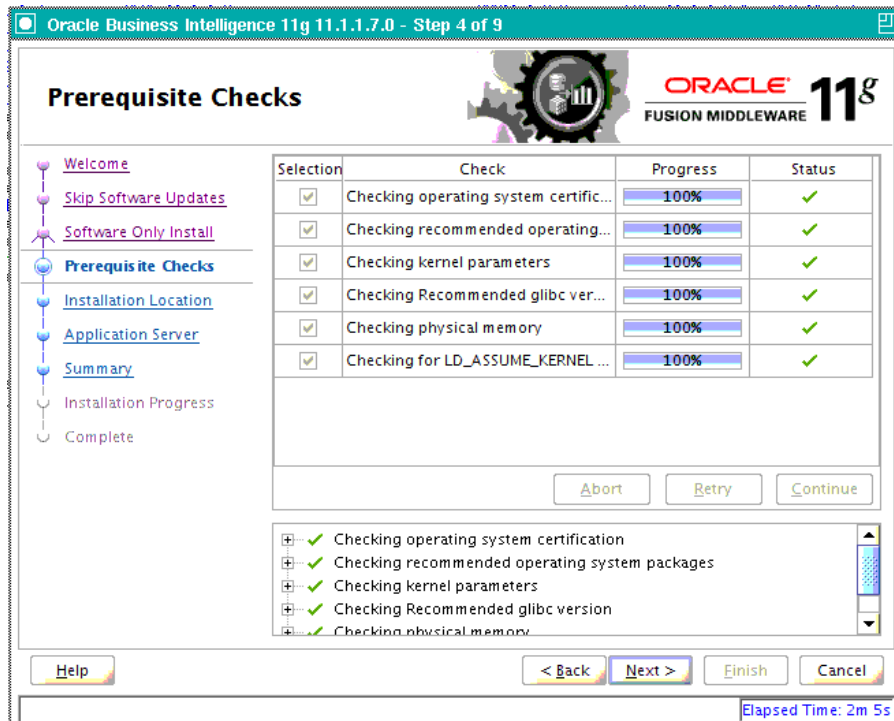 Oracle Business Intelligence 11g 11.1.1.7.0 - Step 4 of 9
Prerequisite Checks
ORACLE
FUSION MIDDLEWARE
11g
Welcome
Skip Software Updates
Software Only Install
Prerequisite Checks
Installation Location
Application Server
Summary
Installation Progress
Complete
Selection Check Progress Status
Checking operating system certific... 100%
Checking recommended operating... 100%
Checking kernel parameters 100%
Checking Recommended glibc ver... 100%
Checking physical memory 100%
Checking for LD_ASSUME_KERNEL ... 100%
Abort Retry Continue
Checking operating system certification
Checking recommended operating system packages
Checking kernel parameters
Checking Recommended glibc version
Checking physical memory
Help < Back Next > Finish Cancel
Elapsed Time: 2m 5s